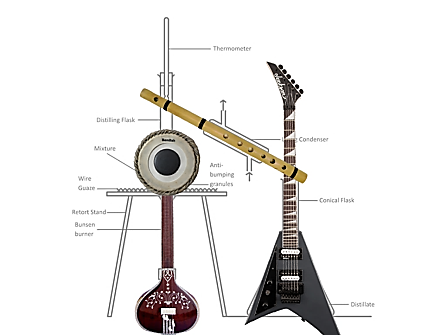 Thermometer
Distilling Flask
Condenser
Mixture
Anti-
bumping
granules
Wire
Guaze
Conical Flask
Retort Stand
Bunsen
burner
Distillate